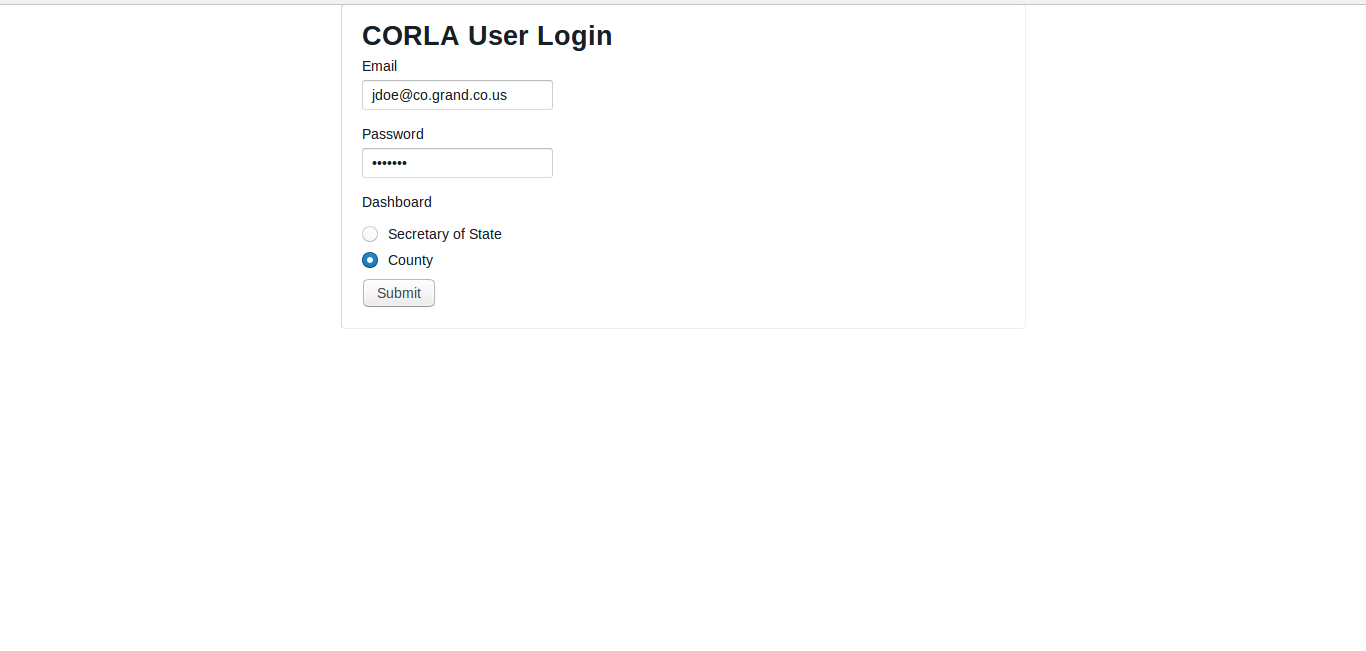 CORLA User Login
Email
jdoe@co.grand.co.us
Password
•••••••
Dashboard
Secretary of State
County
Submit